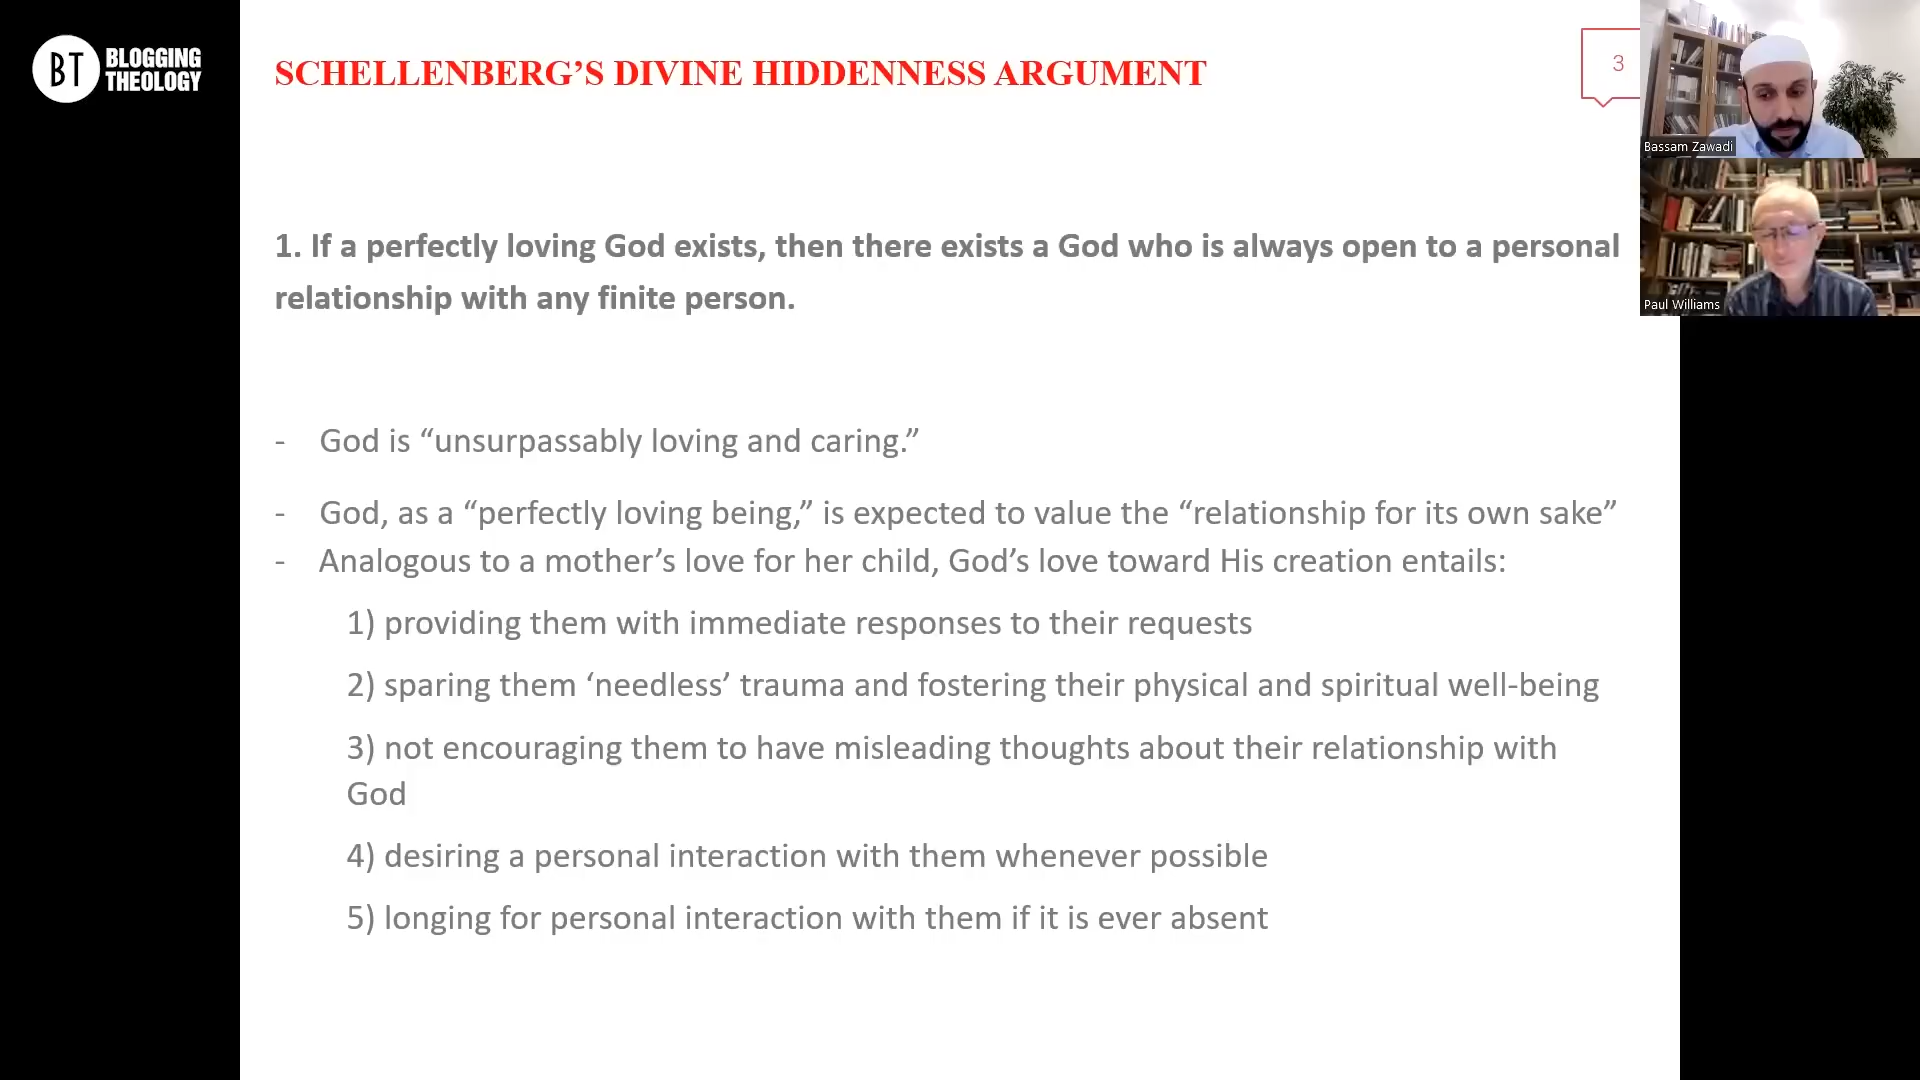 BT BLOGGING
THEOLOGY
SCHELLENBERG’S DIVINE HIDDENNESS ARGUMENT
3
Bassam Zawadi
Paul Williams
1. If a perfectly loving God exists, then there exists a God who is always open to a personal
relationship with any finite person.
- God is “unsurpassably loving and caring.”
- God, as a “perfectly loving being,” is expected to value the “relationship for its own sake”
- Analogous to a mother’s love for her child, God’s love toward His creation entails:
1) providing them with immediate responses to their requests
2) sparing them ‘needless’ trauma and fostering their physical and spiritual well-being
3) not encouraging them to have misleading thoughts about their relationship with
God
4) desiring a personal interaction with them whenever possible
5) longing for personal interaction with them if it is ever absent